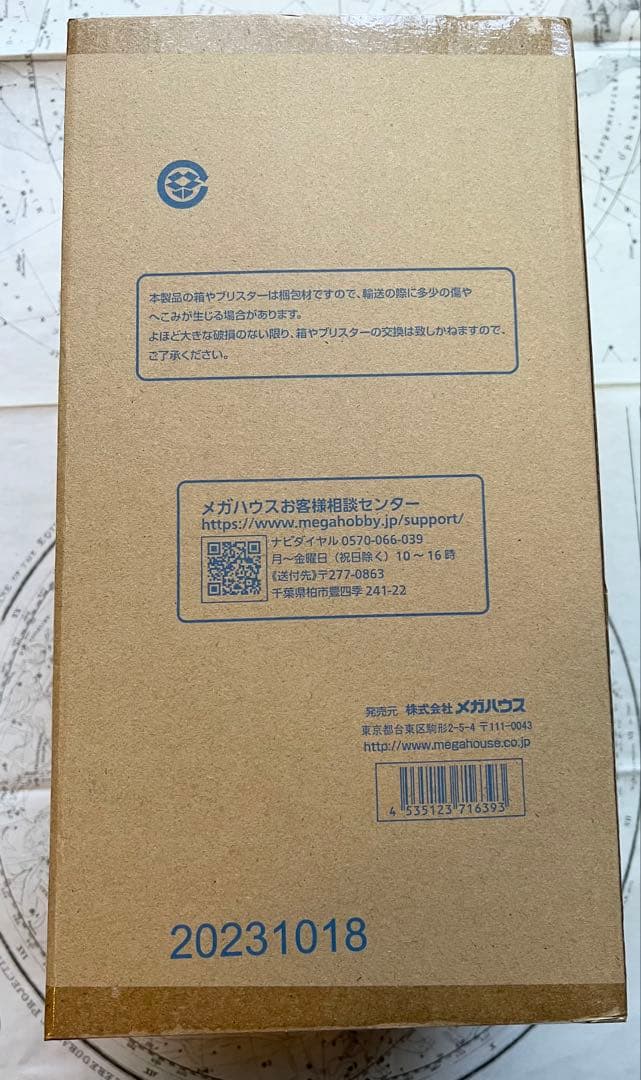 本製品の箱やブリスターは梱包材ですので、輸送の際に多少の傷や
へこみが生じる場合があります。
よほど大きな破損のない限り、箱やブリスターの交換は致しかねますので、
ご了承ください。
メガハウスお客様相談センター
https://www.megahobby.jp/support/
ナビダイヤル 0570-066-039
月〜金曜日（祝日除く）10〜16時
《送付先》〒277-0863
千葉県柏市豊四季 241-22
発売元 株式会社 メガハウス
東京都台東区駒形2-5-4 〒111-0043
http://www.megahouse.co.jp
4 535123 716393
20231018